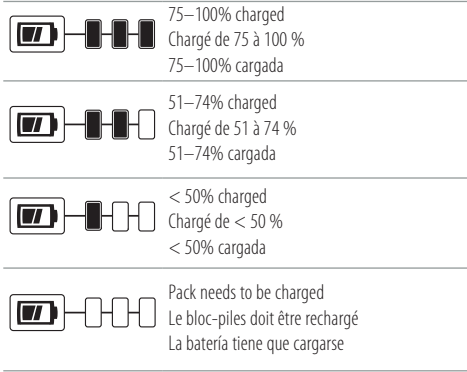 75–100% charged
Chargé de 75 à 100 %
75–100% cargada
51–74% charged
Chargé de 51 à 74 %
51–74% cargada
< 50% charged
Chargé de < 50 %
< 50% cargada
Pack needs to be charged
Le bloc-piles doit être rechargé
La batería tiene que cargarse